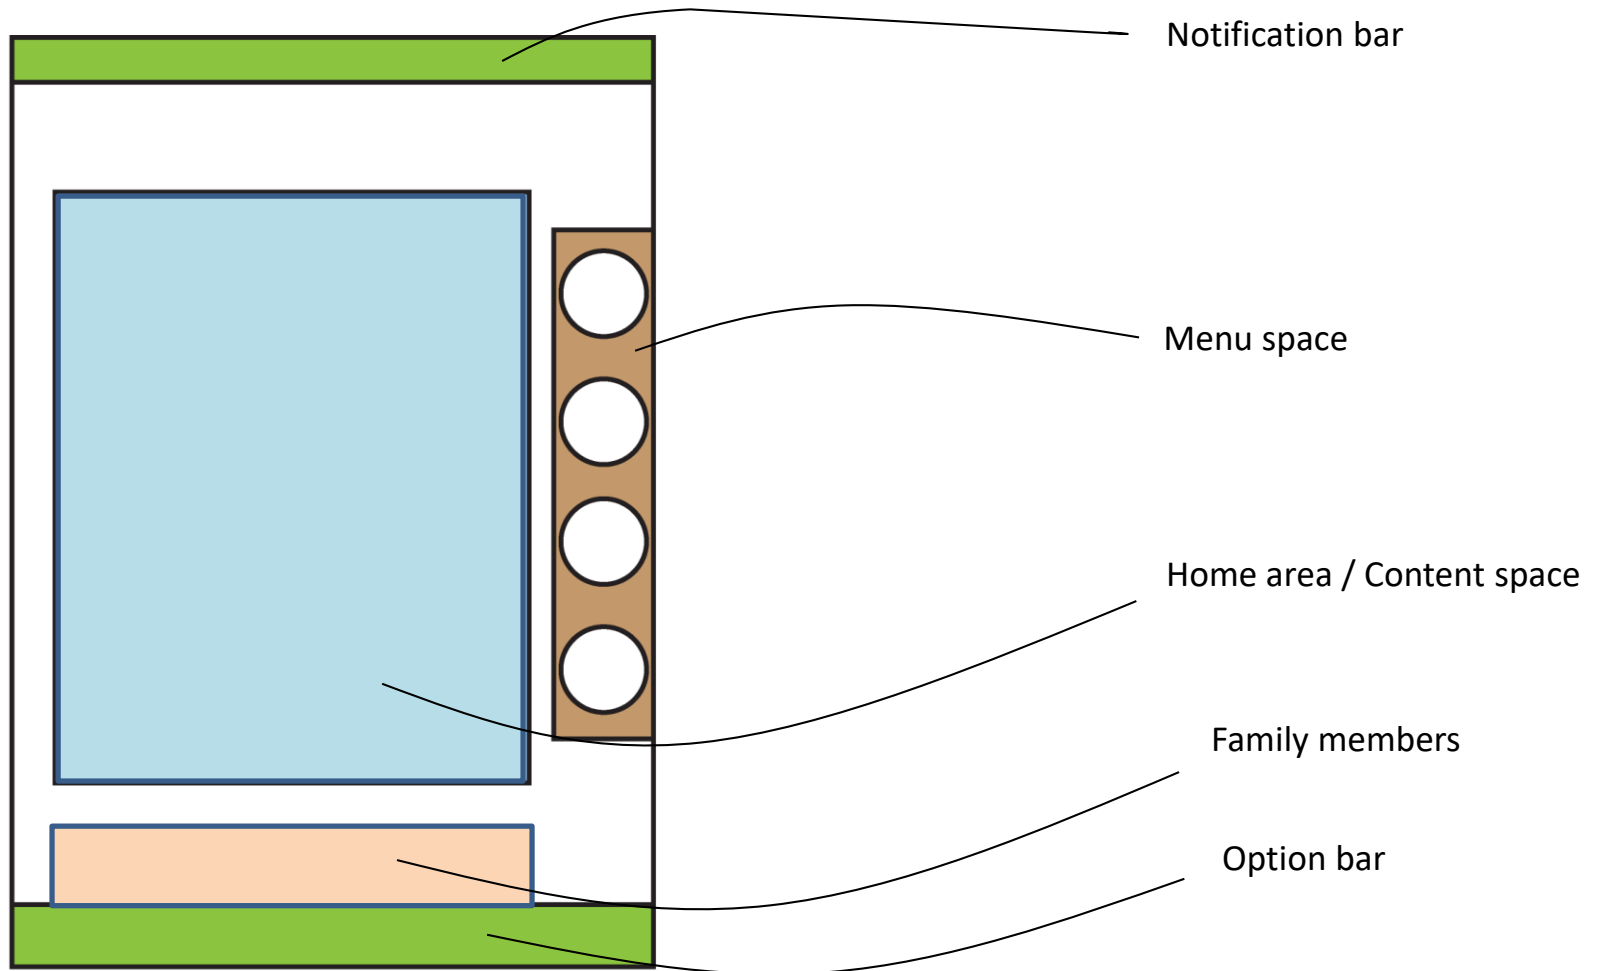 Notification bar
Menu space
Home area / Content space
Family members
Option bar